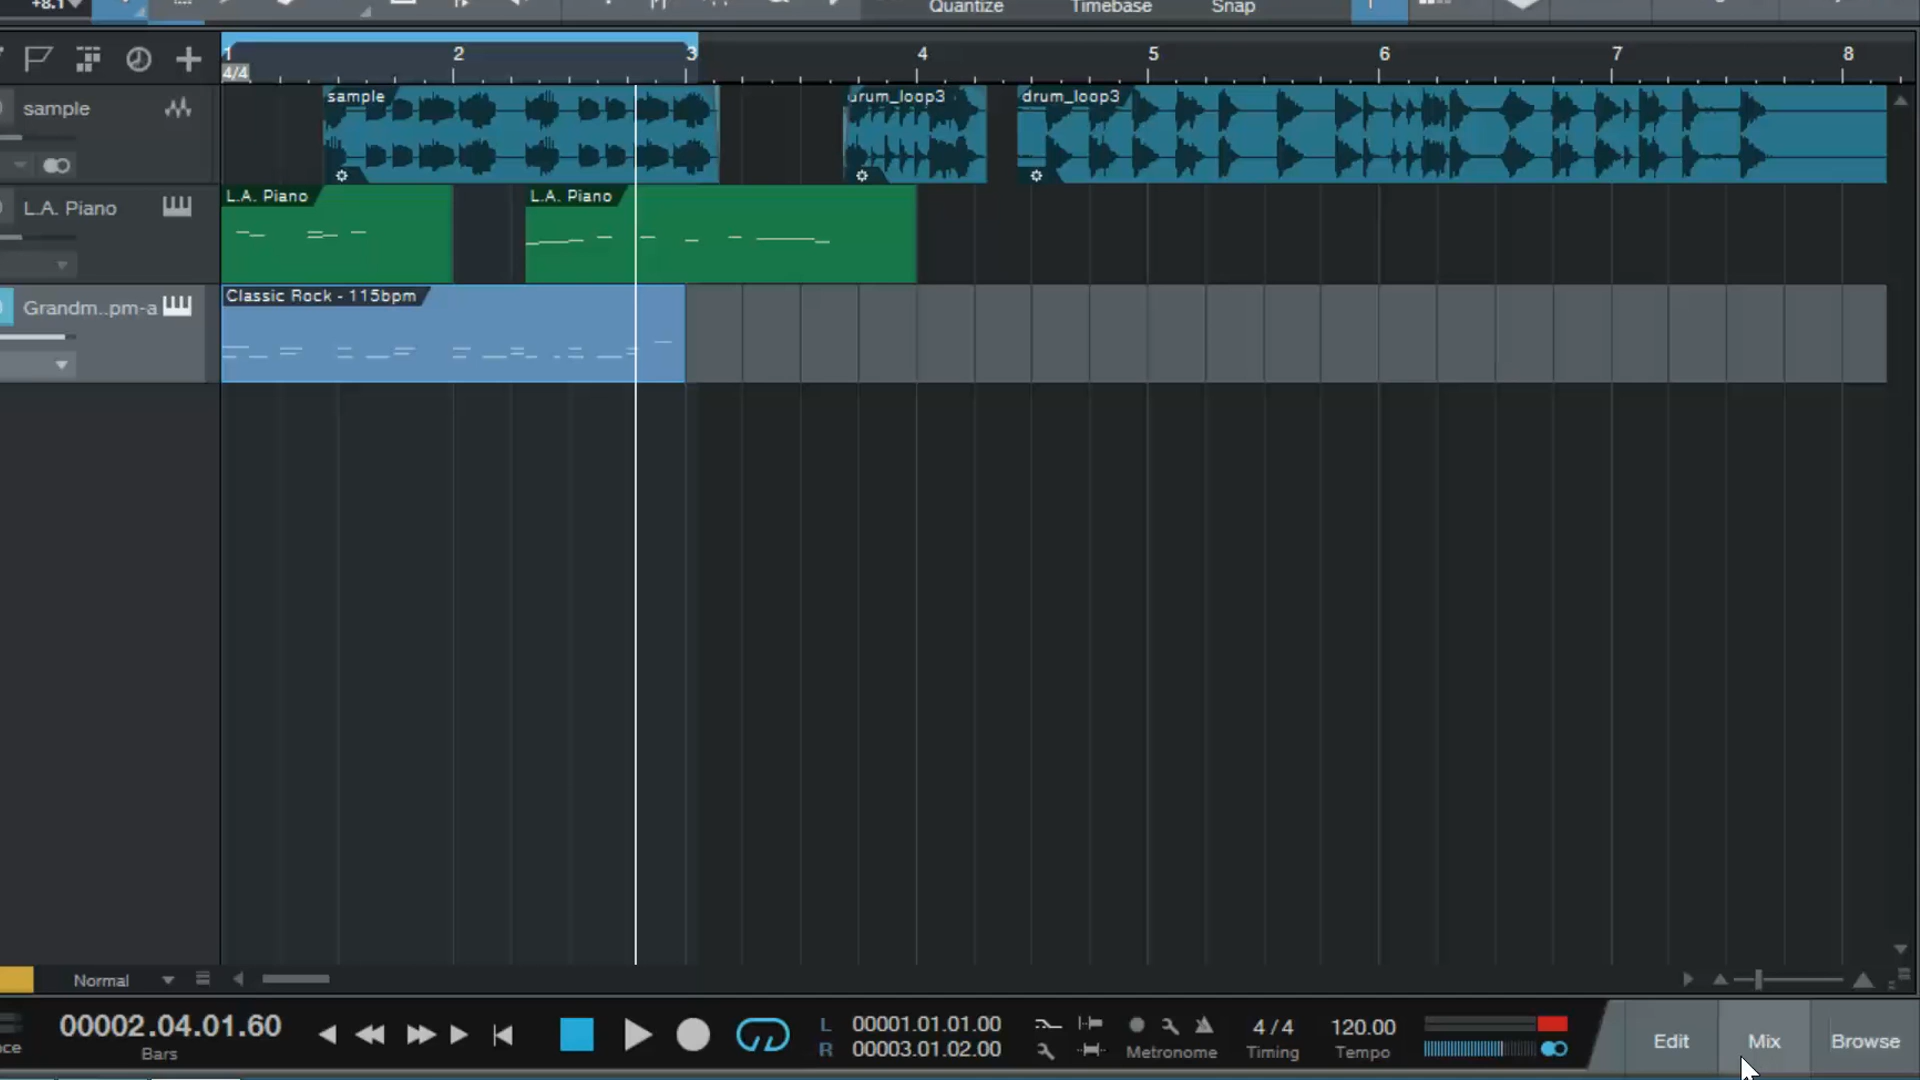 +8.1
Quantize
Timebase
Snap
1 2 3 4 5 6 7 8
4/4
sample
sample
drum_loop3
L.A. Piano
L.A. Piano
L.A. Piano
Grandm..pm-a
Classic Rock - 115bpm
Normal
00002.04.01.60
Bars
L 00001.01.01.00
R 00003.01.02.00
Metronome
4 / 4
Timing
120.00
Tempo
Edit
Mix
Browse